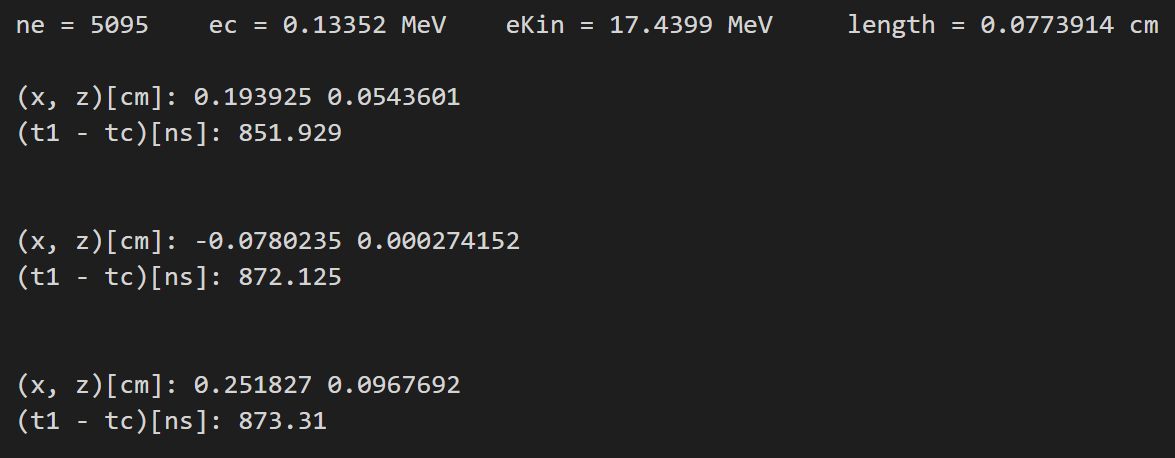 ne = 5095    ec = 0.13352 MeV    eKin = 17.4399 MeV     length = 0.0773914 cm
(x, z)[cm]: 0.193925 0.0543601
(t1 - tc)[ns]: 851.929
(x, z)[cm]: -0.0780235 0.000274152
(t1 - tc)[ns]: 872.125
(x, z)[cm]: 0.251827 0.0967692
(t1 - tc)[ns]: 873.31